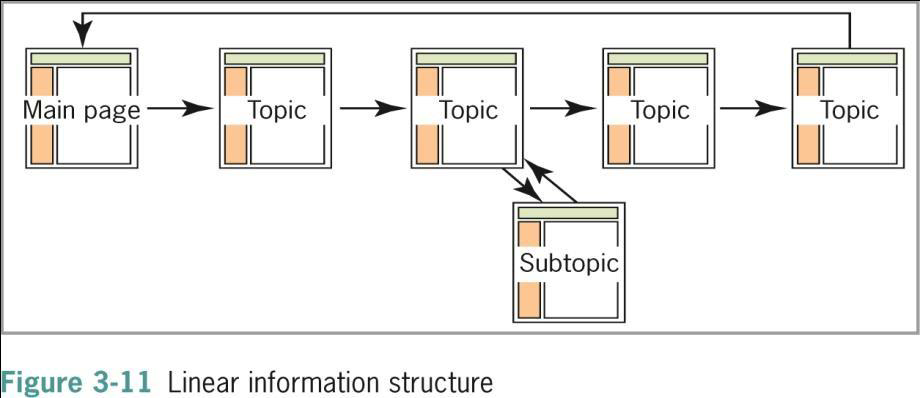 Main page Topic Topic Topic Topic
Subtopic
Figure 3-11 Linear information structure